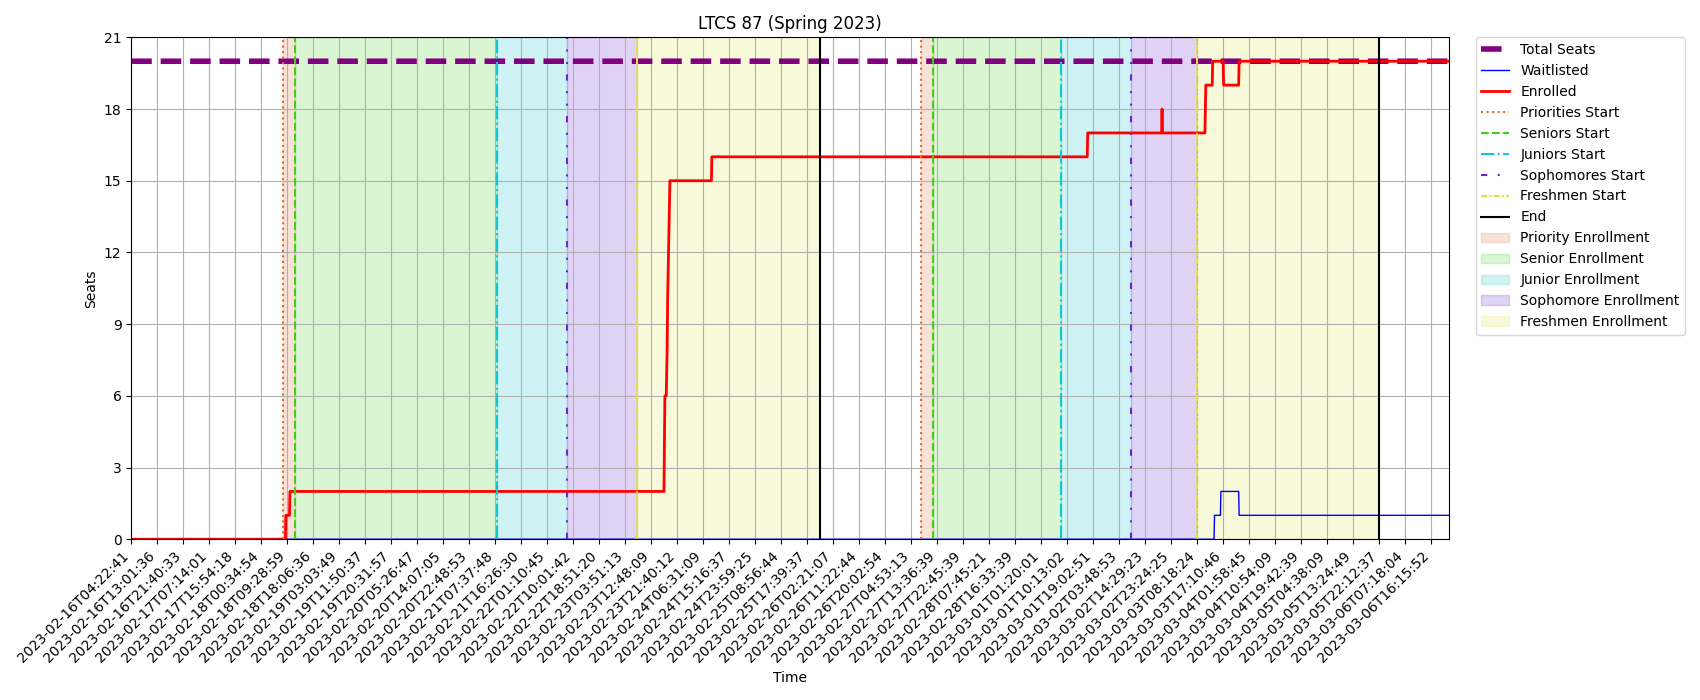 LTCS 87 (Spring 2023)
21
18
15
12
9
6
3
0
Seats
2023-02-16T04:22:41
2023-02-16T13:01:36
2023-02-16T21:40:33
2023-02-17T07:14:01
2023-02-17T15:54:18
2023-02-18T00:34:54
2023-02-18T09:28:59
2023-02-18T18:06:36
2023-02-19T03:03:49
2023-02-19T11:50:37
2023-02-19T20:31:57
2023-02-20T05:26:47
2023-02-20T14:07:05
2023-02-20T22:48:53
2023-02-21T07:37:48
2023-02-21T16:26:30
2023-02-22T01:10:45
2023-02-22T10:01:42
2023-02-22T18:51:20
2023-02-23T03:51:13
2023-02-23T12:48:09
2023-02-23T21:40:12
2023-02-24T06:31:09
2023-02-24T15:16:37
2023-02-24T23:59:25
2023-02-25T08:56:44
2023-02-25T17:39:37
2023-02-26T02:21:07
2023-02-26T11:22:44
2023-02-26T20:02:54
2023-02-27T04:53:13
2023-02-27T13:36:39
2023-02-27T22:45:39
2023-02-28T07:45:21
2023-02-28T16:33:39
2023-03-01T01:20:01
2023-03-01T10:13:02
2023-03-01T19:02:51
2023-03-02T03:48:53
2023-03-02T14:29:23
2023-03-02T23:24:25
2023-03-03T08:18:24
2023-03-03T17:10:46
2023-03-04T01:58:45
2023-03-04T10:54:09
2023-03-04T19:42:39
2023-03-05T04:38:09
2023-03-05T13:24:49
2023-03-05T22:12:37
2023-03-06T07:18:04
2023-03-06T16:15:52
Time
Total Seats
Waitlisted
Enrolled
Priorities Start
Seniors Start
Juniors Start
Sophomores Start
Freshmen Start
End
Priority Enrollment
Senior Enrollment
Junior Enrollment
Sophomore Enrollment
Freshmen Enrollment